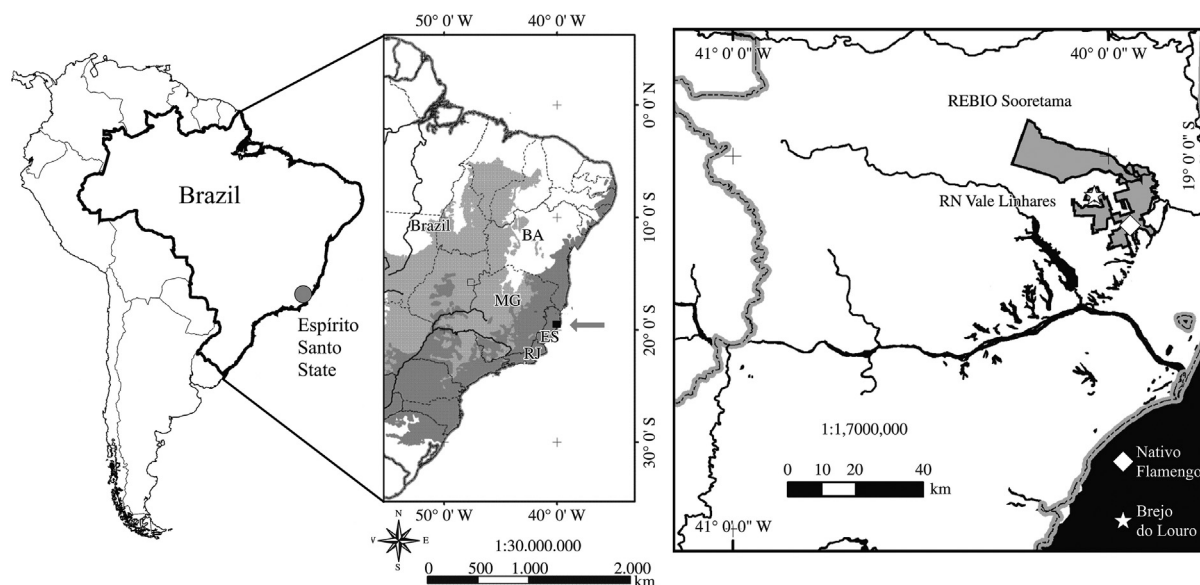 Brazil
Espírito
Santo
State
50° 0' W
40° 0' W
0° 0' N
10° 0' S
20° 0' S
30° 0' S
Brazil
BA
MG
ES
RJ
50° 0' W
40° 0' W
N
W
E
S
1:30.000.000
0
500
1.000
2.000
km
41° 0' 0" W
40° 0' 0" W
19° 0' 0" S
REBIO Sooretama
RN Vale Linhares
1:1,7000,000
0
10
20
40
km
41° 0' 0" W
Nativo
Flamengo
Brejo
do Louro